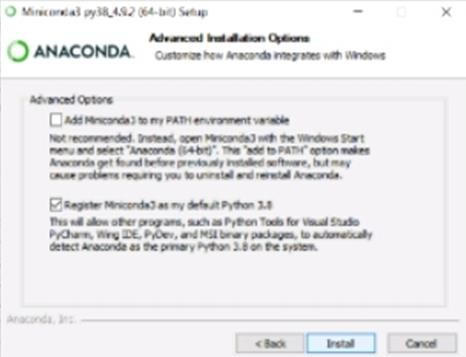 Miniconda3 py38_4.9.2 (64-bit) Setup
ANACONDA.
Advanced Installation Options
Customize how Anaconda integrates with Windows
Advanced Options
Add Miniconda3 to my PATH environment variable
Not recommended. Instead, open Miniconda3 with the Windows Start
menu and select "Anaconda (64-bit)". This "add to PATH" option makes
Anaconda get found before previously installed software, but may
cause problems requiring you to uninstall and reinstall Anaconda.
Register Miniconda3 as my default Python 3.8
This will allow other programs, such as Python Tools for Visual Studio
PyCharm, Wing IDE, PyDev, and MSI binary packages, to automatically
detect Anaconda as the primary Python 3.8 on the system.
Anaconda, Inc.
< Back
Install
Cancel